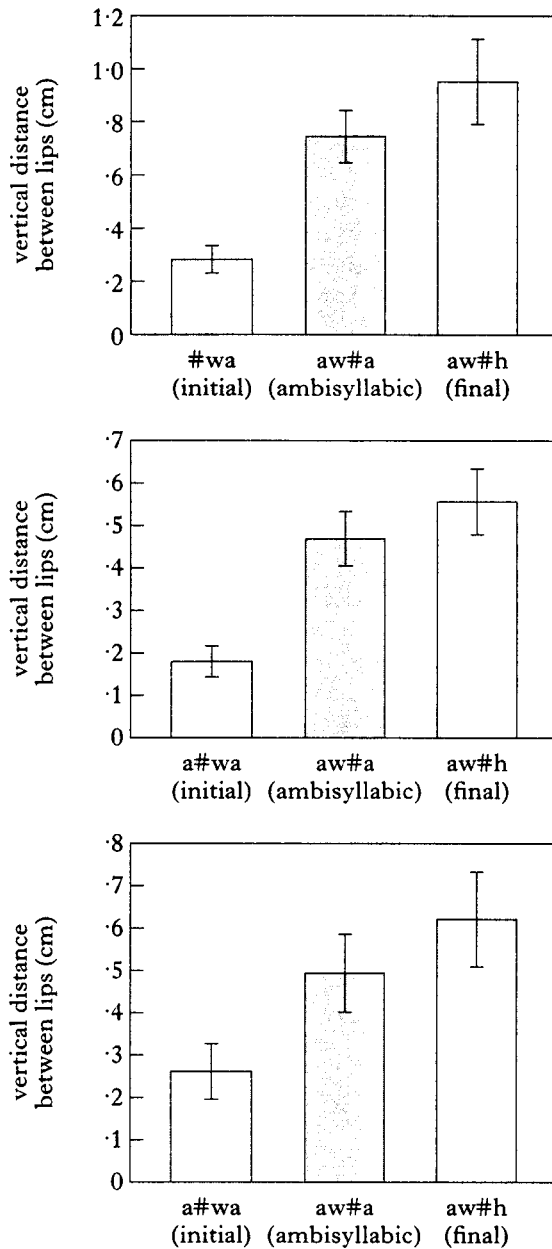 vertical distance
between lips (cm)
1·2
1·0
·8
·6
·4
·2
0
#wa aw#a aw#h
(initial) (ambisyllabic) (final)
vertical distance
between lips (cm)
·7
·6
·5
·4
·3
·2
·1
0
a#wa aw#a aw#h
(initial) (ambisyllabic) (final)
vertical distance
between lips (cm)
·8
·7
·6
·5
·4
·3
·2
·1
0
a#wa aw#a aw#h
(initial) (ambisyllabic) (final)